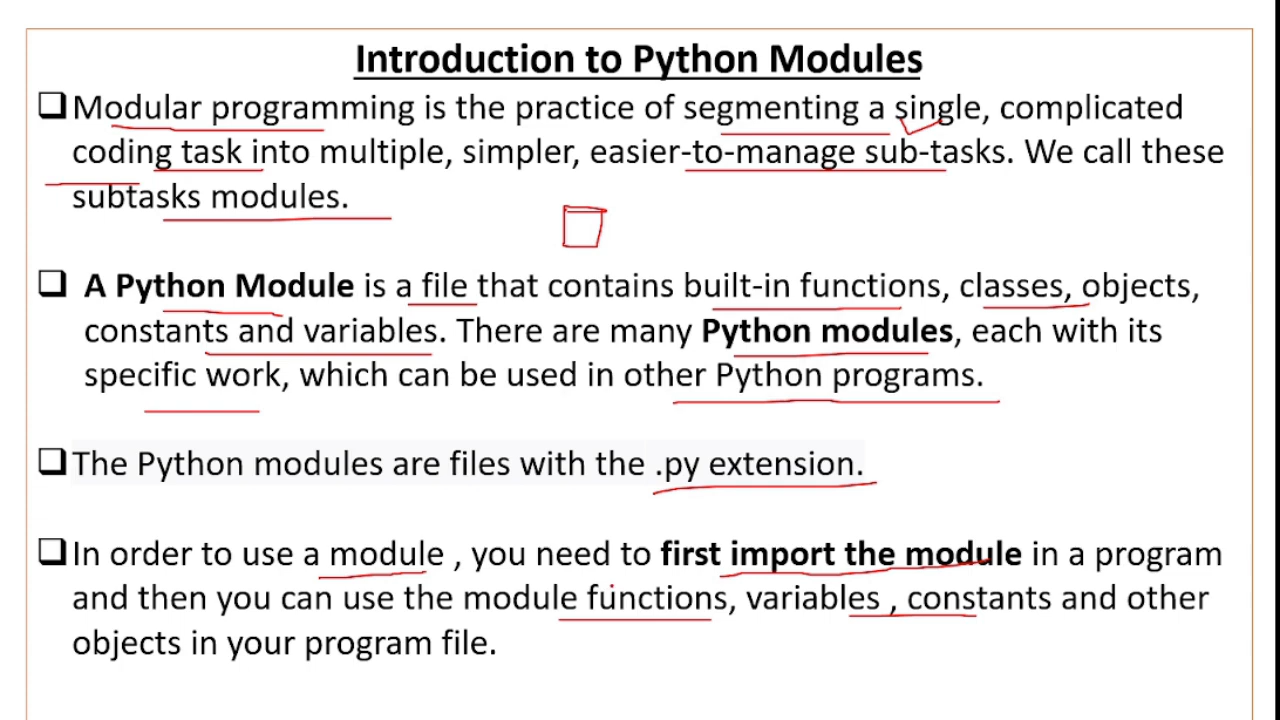 Introduction to Python Modules
❑Modular programming is the practice of segmenting a single, complicated
coding task into multiple, simpler, easier-to-manage sub-tasks. We call these
subtasks modules.
❑ A Python Module is a file that contains built-in functions, classes, objects,
constants and variables. There are many Python modules, each with its
specific work, which can be used in other Python programs.
❑The Python modules are files with the .py extension.
❑In order to use a module , you need to first import the module in a program
and then you can use the module functions, variables , constants and other
objects in your program file.